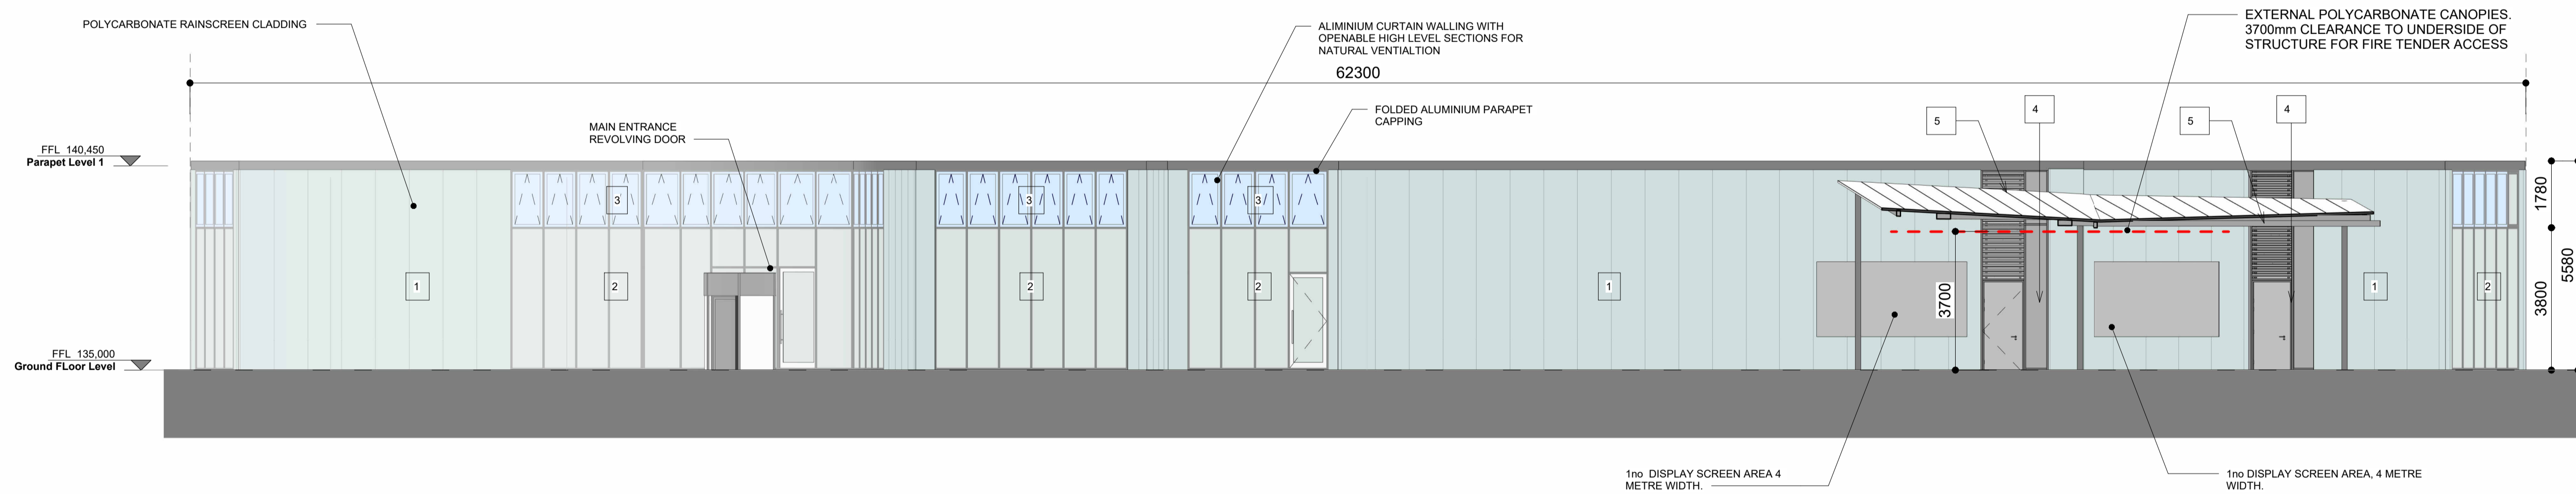 POLYCARBONATE RAINSCREEN CLADDING
ALIMINIUM CURTAIN WALLING WITH
OPENABLE HIGH LEVEL SECTIONS FOR
NATURAL VENTIALTION
EXTERNAL POLYCARBONATE CANOPIES.
3700mm CLEARANCE TO UNDERSIDE OF
STRUCTURE FOR FIRE TENDER ACCESS
62300
MAIN ENTRANCE
REVOLVING DOOR
FOLDED ALUMINIUM PARAPET
CAPPING
5
4
5
4
FFL 140,450
Parapet Level 1
3
3
3
1780
5580
3800
3700
1
2
2
2
1
1
2
FFL 135,000
Ground FLoor Level
1no DISPLAY SCREEN AREA 4
METRE WIDTH.
1no DISPLAY SCREEN AREA, 4 METRE
WIDTH.